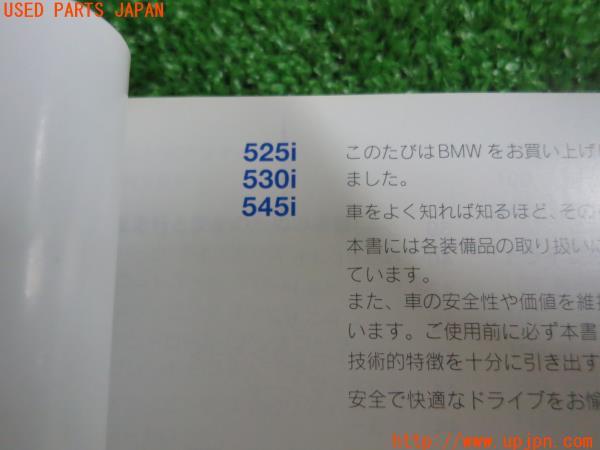 USED PARTS JAPAN
525i
530i
545i
このたびはBMWをお買い上げ
ました。
車をよく知れば知るほど、その
本書には各装備品の取り扱いに
ています。
また、車の安全性や価値を維持
います。ご使用前に必ず本書
技術的特徴を十分に引き出す
安全で快適なドライブをお愉
http://www.upjpn.com/